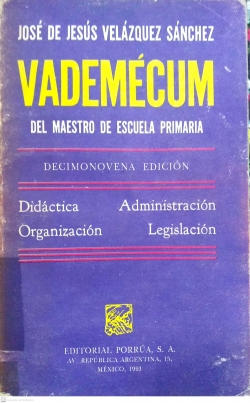 JOSÉ DE JESÚS VELÁZQUEZ SÁNCHEZ
VADEMÉCUM
DEL MAESTRO DE ESCUELA PRIMARIA
DECIMONOVENA EDICIÓN
Didáctica Administración
Organización Legislación
EDITORIAL PORRÚA, S. A.
AV. REPÚBLICA ARGENTINA, 15,
MÉXICO,